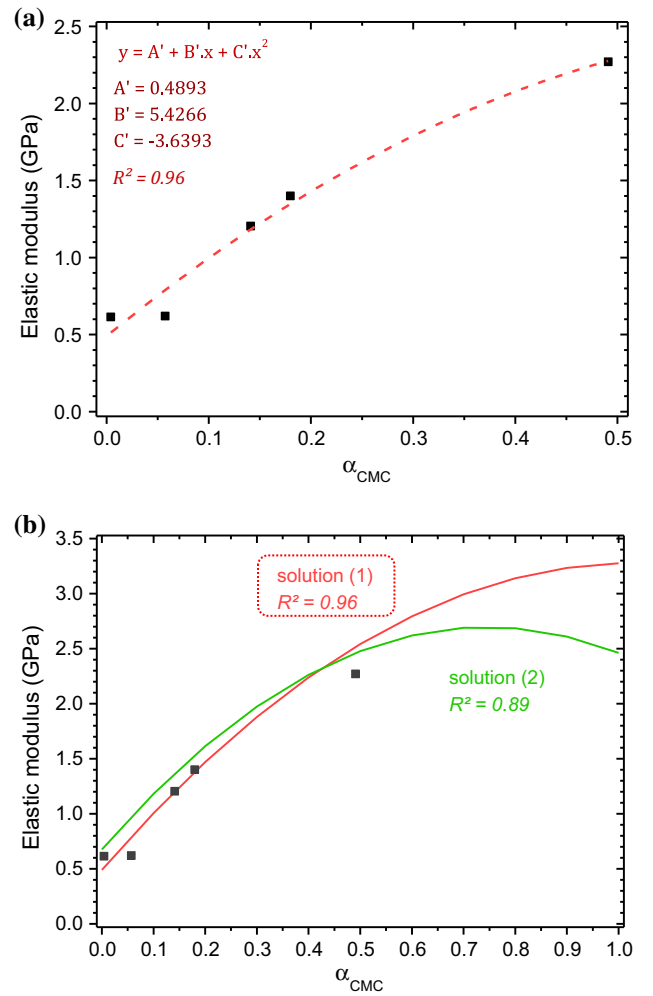 (a)
y = A' + B'.x + C'.x²
A' = 0.4893
B' = 5.4266
C' = -3.6393
R² = 0.96
Elastic modulus (GPa)
2.5
2.0
1.5
1.0
0.5
0.0
0.0 0.1 0.2 0.3 0.4 0.5
α_CMC
(b)
solution (1)
R² = 0.96
solution (2)
R² = 0.89
Elastic modulus (GPa)
3.5
3.0
2.5
2.0
1.5
1.0
0.5
0.0
0.0 0.1 0.2 0.3 0.4 0.5 0.6 0.7 0.8 0.9 1.0
α_CMC